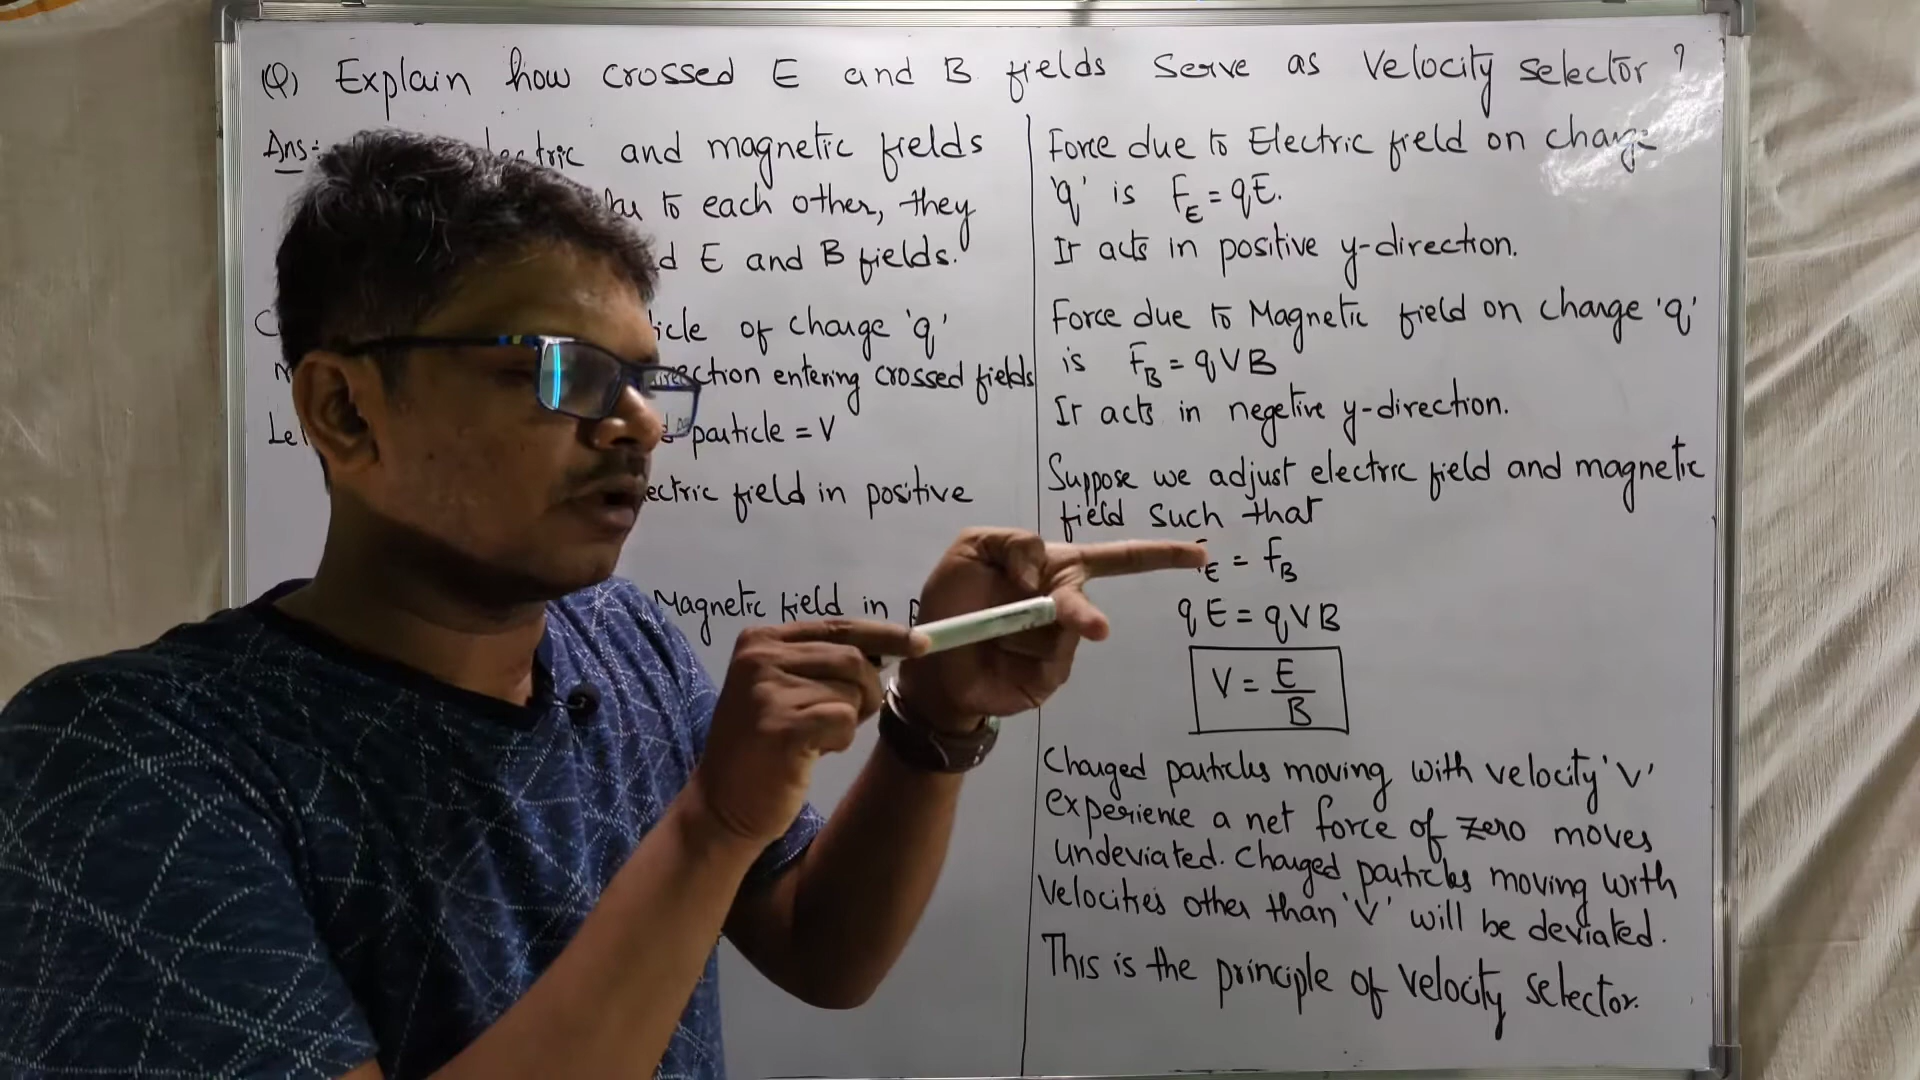 Q) Explain how crossed E and B fields serve as velocity selector ?
Ans:- and magnetic fields
to each other, they
E and B fields.
of charge 'q'
entering crossed fields
particle = V
field in positive
Magnetic field in
Force due to Electric field on charge
'q' is F_E = qE.
It acts in positive y-direction.
Force due to Magnetic field on charge 'q'
is F_B = qVB
It acts in negetive y-direction.
Suppose we adjust electric field and magnetic
field such that
= F_B
qE = qVB
V = E/B
Charged particles moving with velocity 'V'
experience a net force of zero moves
undeviated. Charged particles moving with
velocities other than 'V' will be deviated.
This is the principle of velocity selector.